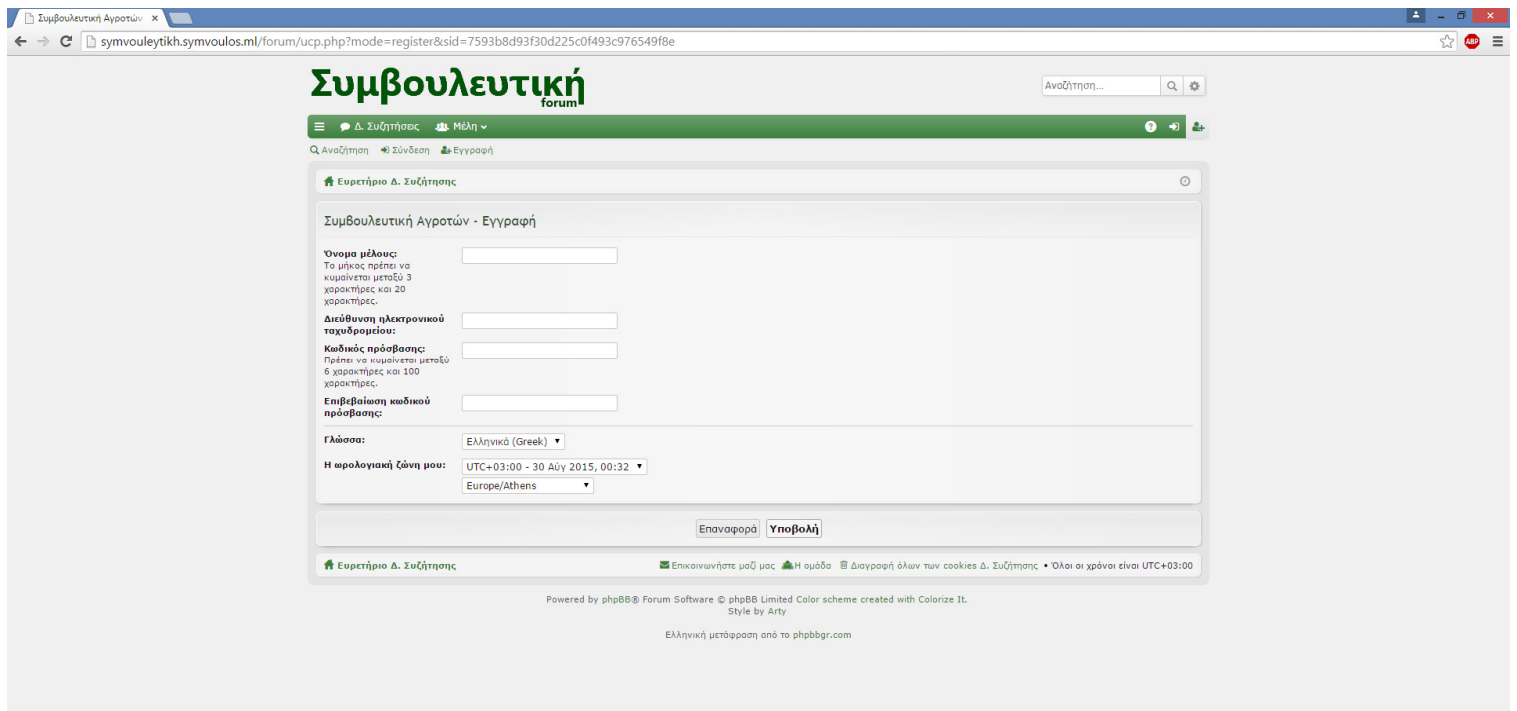 Συμβουλευτική Αγροτών
symvouleytikh.symvoulos.ml/forum/ucp.php?mode=register&sid=7593b8d93f30d225c0f493c976549f8e
ABP
Συμβουλευτική
forum
Αναζήτηση...
Δ. Συζητήσεις Μέλη
Αναζήτηση Σύνδεση Εγγραφή
Ευρετήριο Δ. Συζήτησης
Συμβουλευτική Αγροτών - Εγγραφή
Όνομα μέλους:
Το μήκος πρέπει να
κυμαίνεται μεταξύ 3
χαρακτήρες και 20
χαρακτήρες.
Διεύθυνση ηλεκτρονικού
ταχυδρομείου:
Κωδικός πρόσβασης:
Πρέπει να κυμαίνεται μεταξύ
6 χαρακτήρες και 100
χαρακτήρες.
Επιβεβαίωση κωδικού
πρόσβασης:
Γλώσσα:
Ελληνικά (Greek)
Η ωρολογιακή ζώνη μου:
UTC+03:00 - 30 Αύγ 2015, 00:32
Europe/Athens
Επαναφορά Υποβολή
Ευρετήριο Δ. Συζήτησης Επικοινωνήστε μαζί μας Η ομάδα Διαγραφή όλων των cookies Δ. Συζήτησης • Όλοι οι χρόνοι είναι UTC+03:00
Powered by phpBB® Forum Software © phpBB Limited Color scheme created with Colorize It.
Style by Arty
Ελληνική μετάφραση από το phpbbgr.com